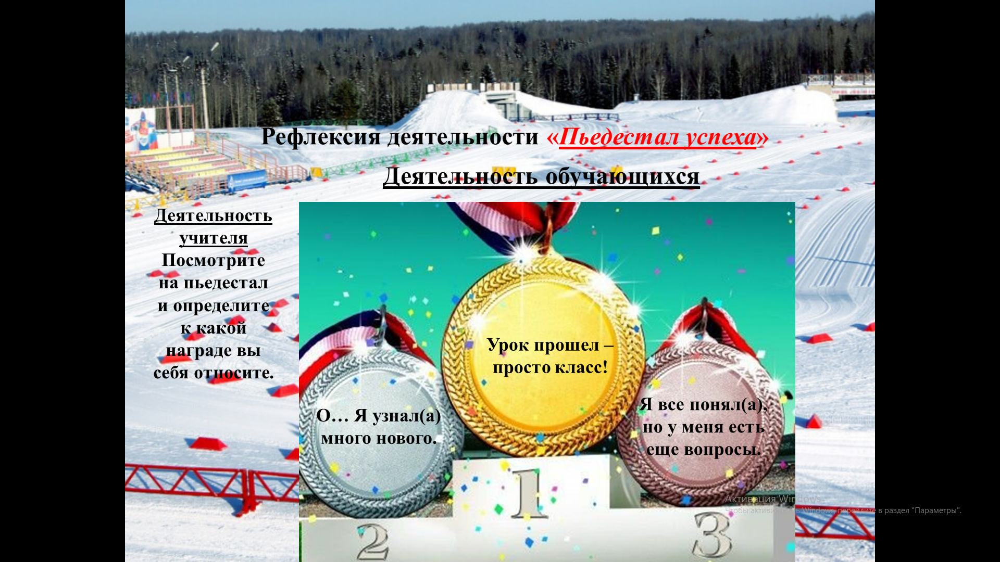 Рефлексия деятельности «Пьедестал успеха»
Деятельность обучающихся
Деятельность
учителя
Посмотрите
на пьедестал
и определите
к какой
награде вы
себя относите.
Урок прошел –
просто класс!
О… Я узнал(а)
много нового.
Я все понял(а),
но у меня есть
еще вопросы.
1
2
3
Активация Windows
Чтобы активировать Windows, перейдите в раздел "Параметры".